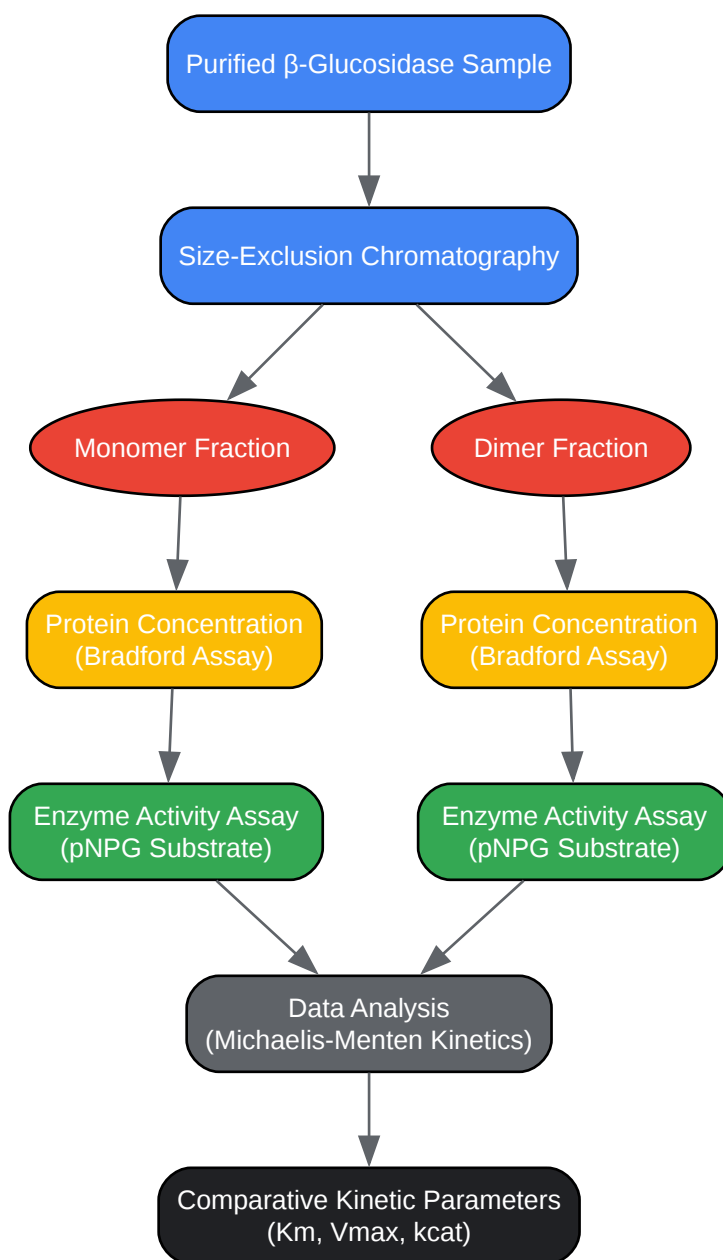 Purified β-Glucosidase Sample
Size-Exclusion Chromatography
Monomer Fraction
Dimer Fraction
Protein Concentration
(Bradford Assay)
Protein Concentration
(Bradford Assay)
Enzyme Activity Assay
(pNPG Substrate)
Enzyme Activity Assay
(pNPG Substrate)
Data Analysis
(Michaelis-Menten Kinetics)
Comparative Kinetic Parameters
(Km, Vmax, kcat)